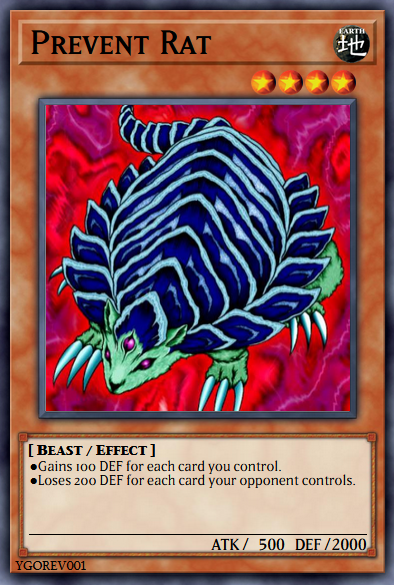 Prevent Rat
EARTH
地
[ Beast / Effect ]
●Gains 100 DEF for each card you control.
●Loses 200 DEF for each card your opponent controls.
ATK / 500 DEF /2000
YGOREV001